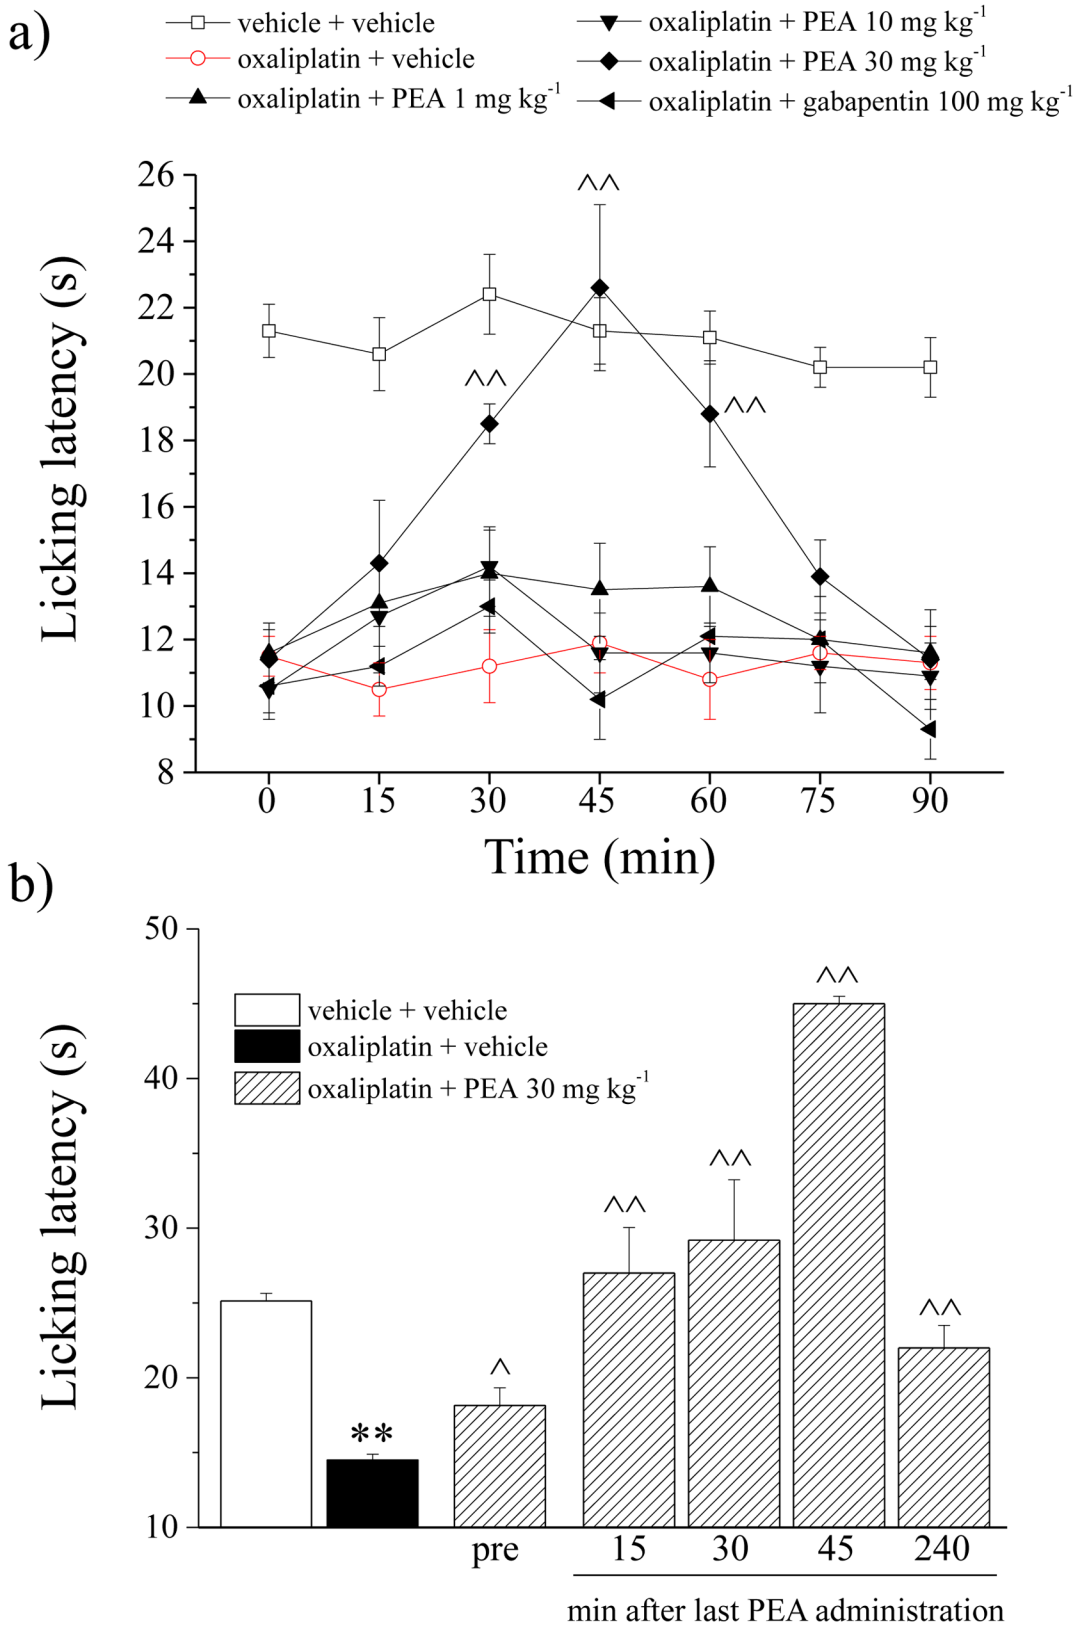 a)
vehicle + vehicle
oxaliplatin + vehicle
oxaliplatin + PEA 1 mg kg-1
oxaliplatin + PEA 10 mg kg-1
oxaliplatin + PEA 30 mg kg-1
oxaliplatin + gabapentin 100 mg kg-1
Licking latency (s)
26
24
22
20
18
16
14
12
10
8
^^
^^
^^
0 15 30 45 60 75 90
Time (min)
b)
Licking latency (s)
50
40
30
20
10
vehicle + vehicle
oxaliplatin + vehicle
oxaliplatin + PEA 30 mg kg-1
**
^
^^
^^
^^
^^
pre 15 30 45 240
min after last PEA administration